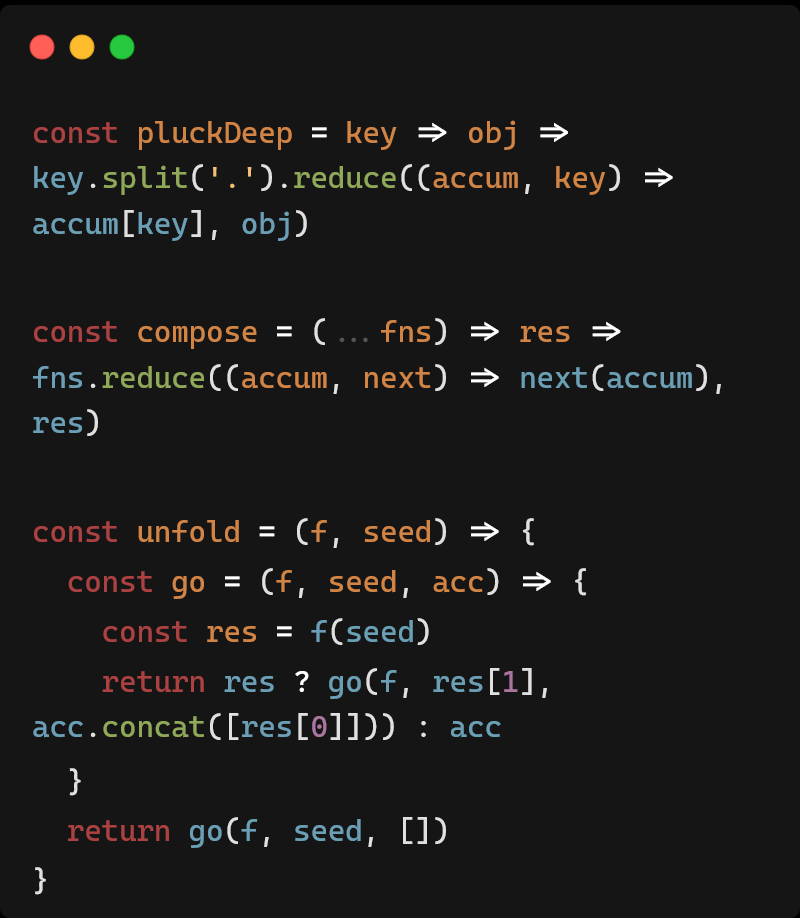 const pluckDeep = key => obj =>
key.split('.').reduce((accum, key) =>
accum[key], obj)
const compose = (...fns) => res =>
fns.reduce((accum, next) => next(accum),
res)
const unfold = (f, seed) => {
  const go = (f, seed, acc) => {
    const res = f(seed)
    return res ? go(f, res[1],
acc.concat([res[0]])) : acc
  }
  return go(f, seed, [])
}